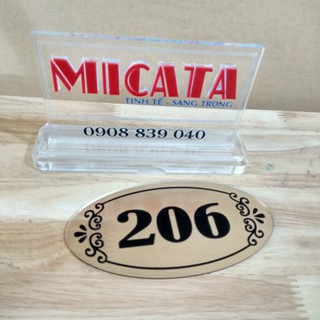 MICATA
TINH TẾ - SANG TRỌNG
0908 839 040
206